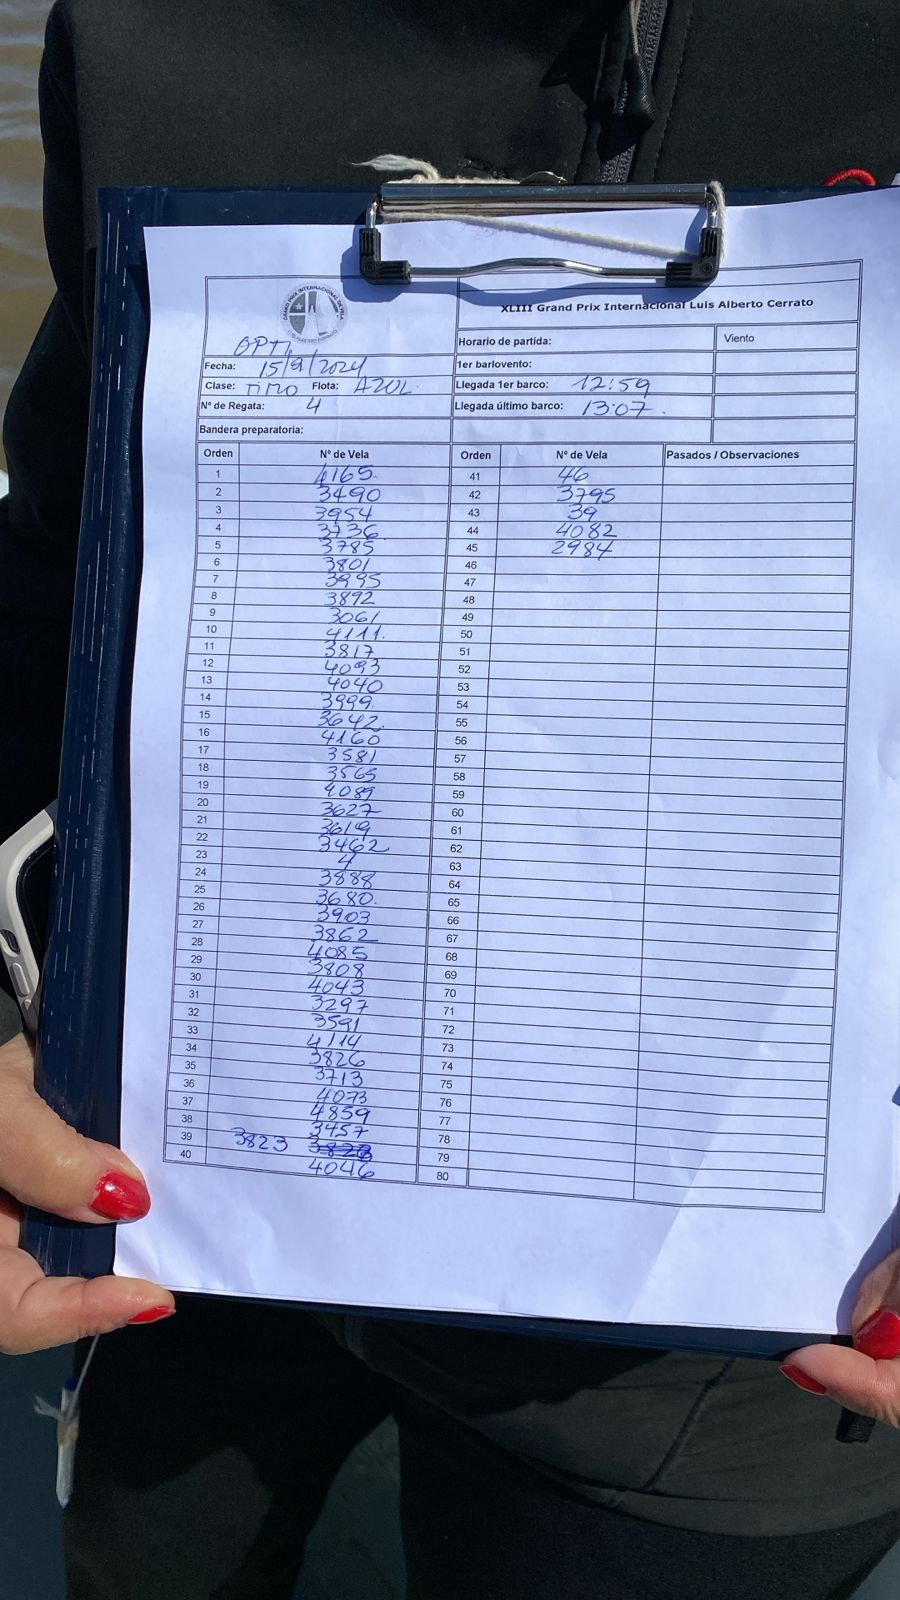 GRAND PRIX INTERNACIONAL DE VELA
XLIII Grand Prix Internacional Luis Alberto Cerrato
OPTI
Horario de partida: Viento
Fecha: 15/9/2024 1er barlovento:
Clase: TIMO Flota: AZUL Llegada 1er barco: 12:59
Nº de Regata: 4 Llegada último barco: 13:07.
Bandera preparatoria:
Orden Nº de Vela Orden Nº de Vela Pasados / Observaciones
1 4165 41 46
2 3490 42 3795
3 3954 43 39
4 3736 44 4082
5 3785 45 2984
6 3801 46
7 3995 47
8 3892 48
9 3061 49
10 4111. 50
11 3817 51
12 4093 52
13 4040 53
14 3999. 54
15 3642. 55
16 4160 56
17 3581 57
18 3565 58
19 4089 59
20 3627 60
21 3619 61
22 3462 62
23 4 63
24 3888 64
25 3680. 65
26 3903 66
27 3862 67
28 4085 68
29 3808 69
30 4043 70
31 3297 71
32 3591 72
33 4114 73
34 3826 74
35 3713 75
36 4073 76
37 4859 77
38 3457 78
39 3823 79
40 4046 80